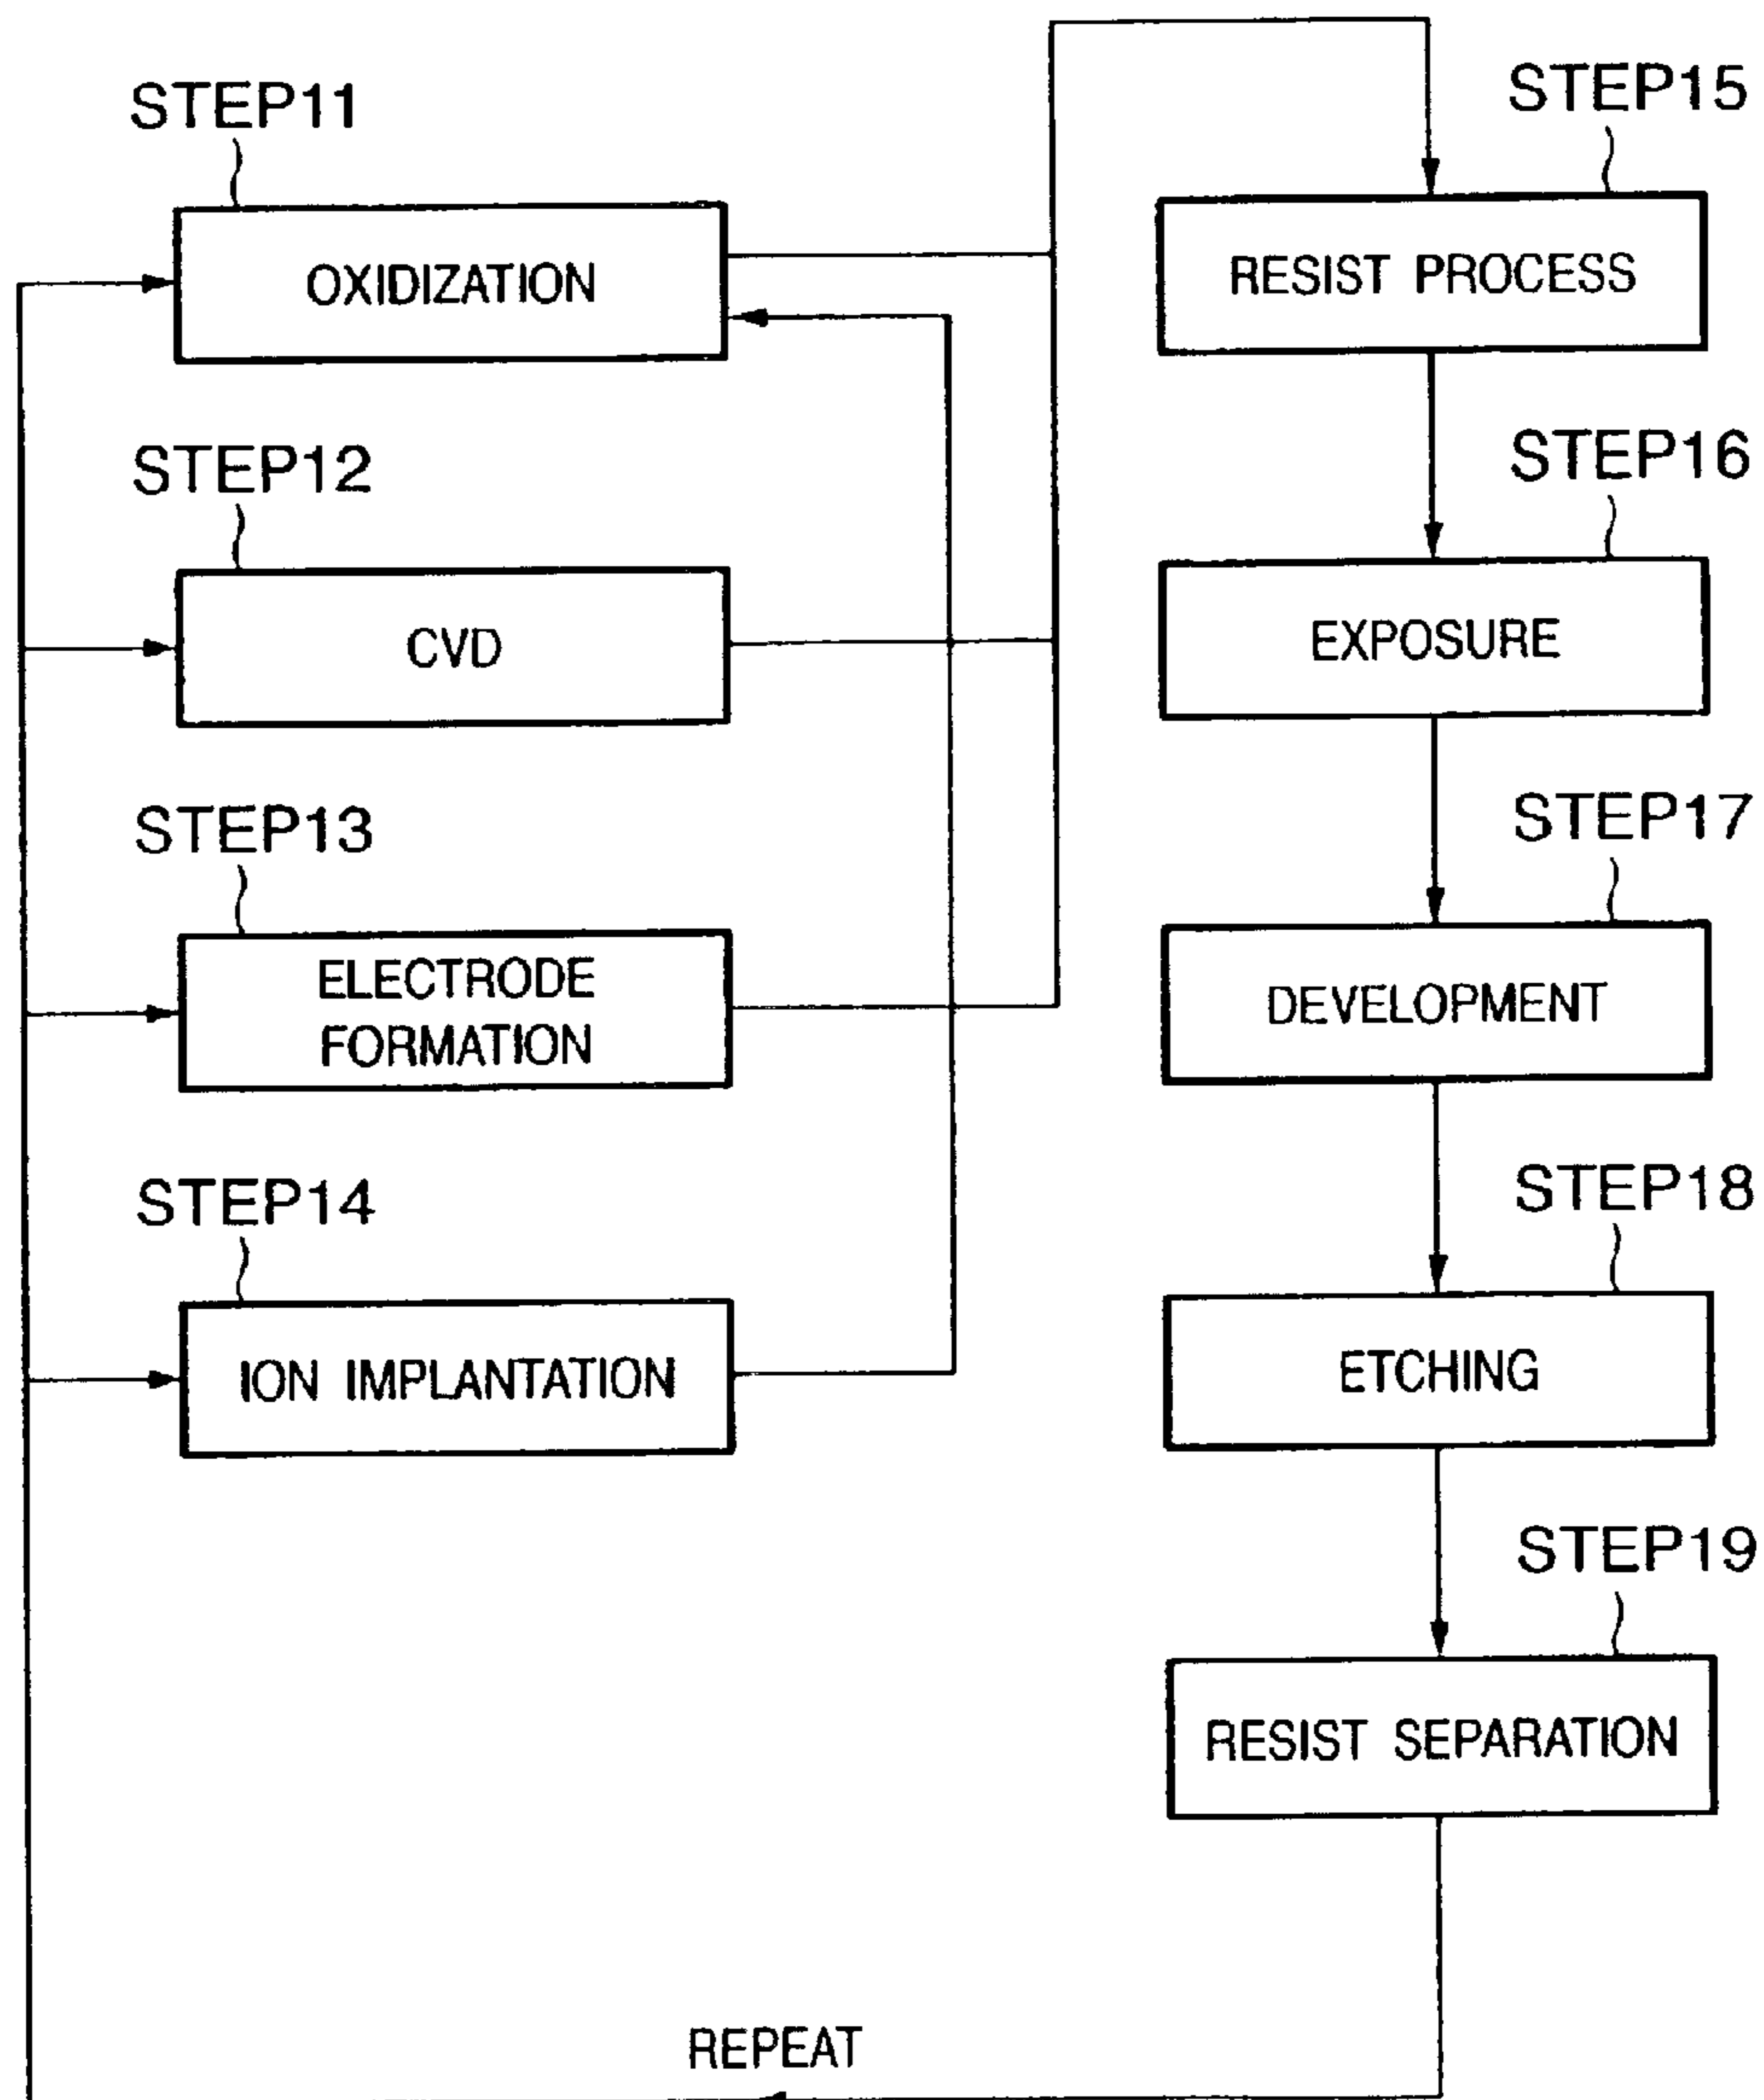 STEP11
OXIDIZATION
STEP12
CVD
STEP13
ELECTRODE
FORMATION
STEP14
ION IMPLANTATION
STEP15
RESIST PROCESS
STEP16
EXPOSURE
STEP17
DEVELOPMENT
STEP18
ETCHING
STEP19
RESIST SEPARATION
REPEAT